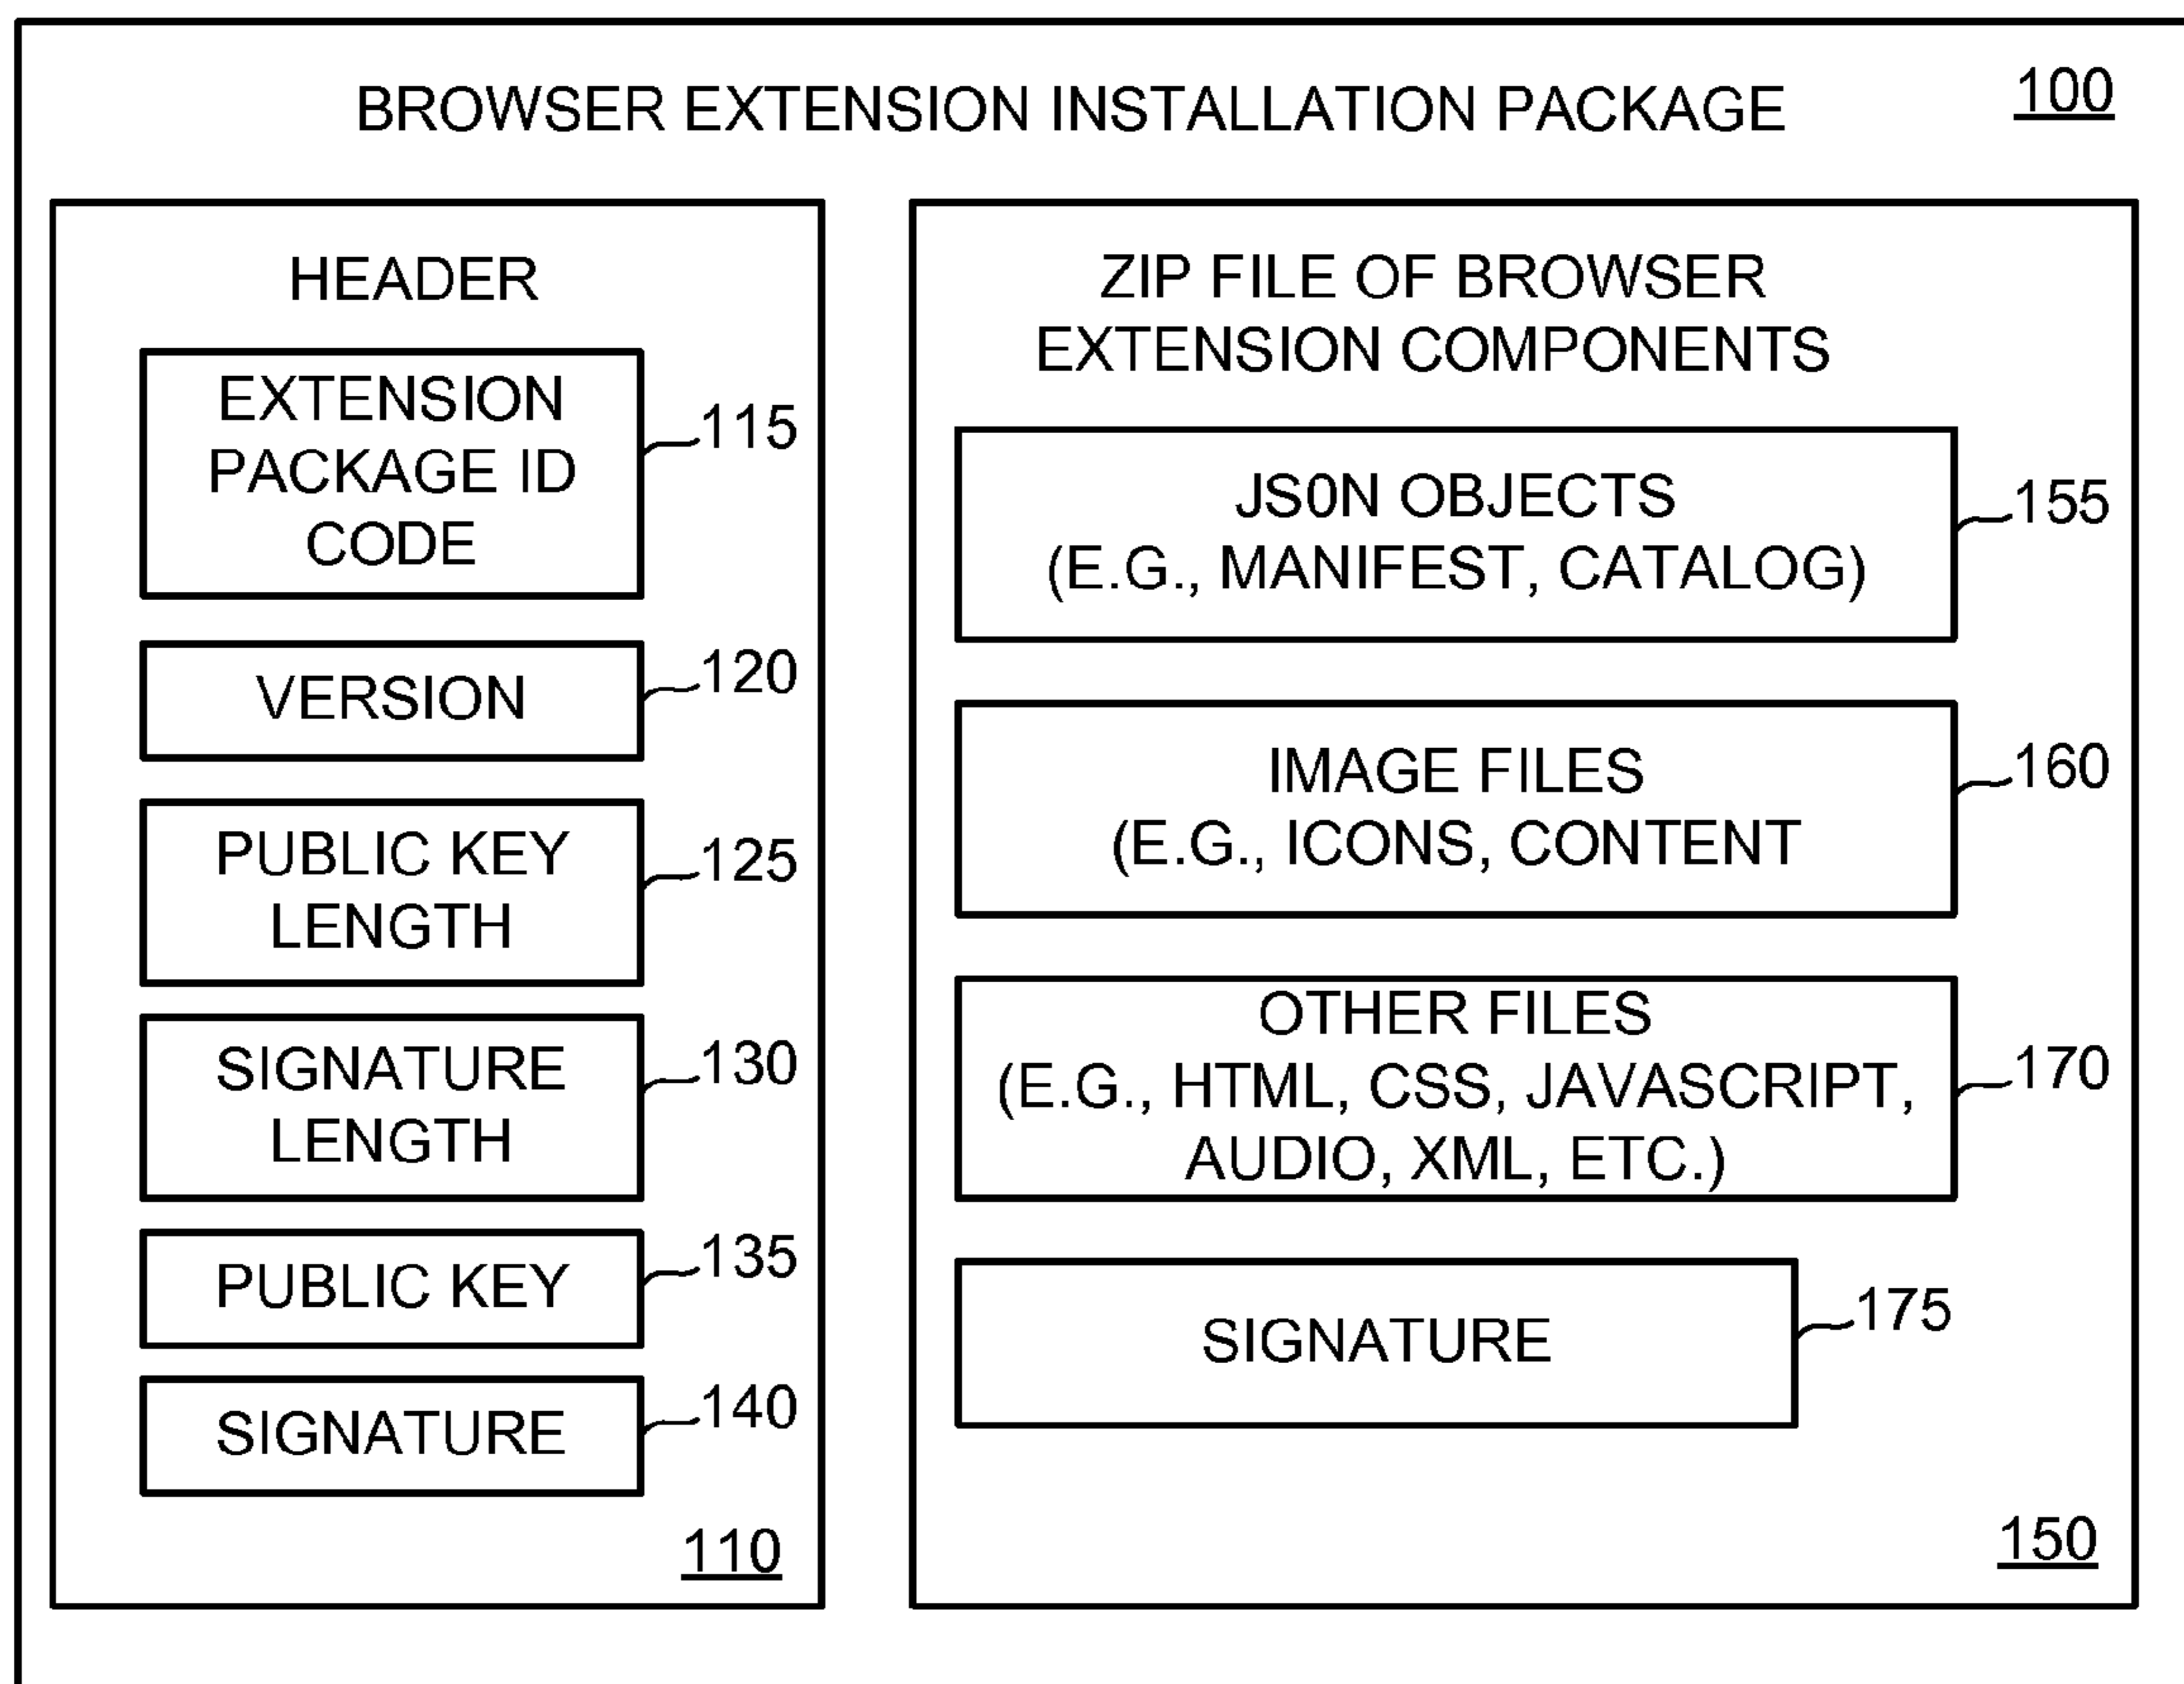 BROWSER EXTENSION INSTALLATION PACKAGE 100
HEADER
EXTENSION
PACKAGE ID
CODE
115
VERSION
120
PUBLIC KEY
LENGTH
125
SIGNATURE
LENGTH
130
PUBLIC KEY
135
SIGNATURE
140
110
ZIP FILE OF BROWSER
EXTENSION COMPONENTS
JS0N OBJECTS
(E.G., MANIFEST, CATALOG)
155
IMAGE FILES
(E.G., ICONS, CONTENT
160
OTHER FILES
(E.G., HTML, CSS, JAVASCRIPT,
AUDIO, XML, ETC.)
170
SIGNATURE
175
150